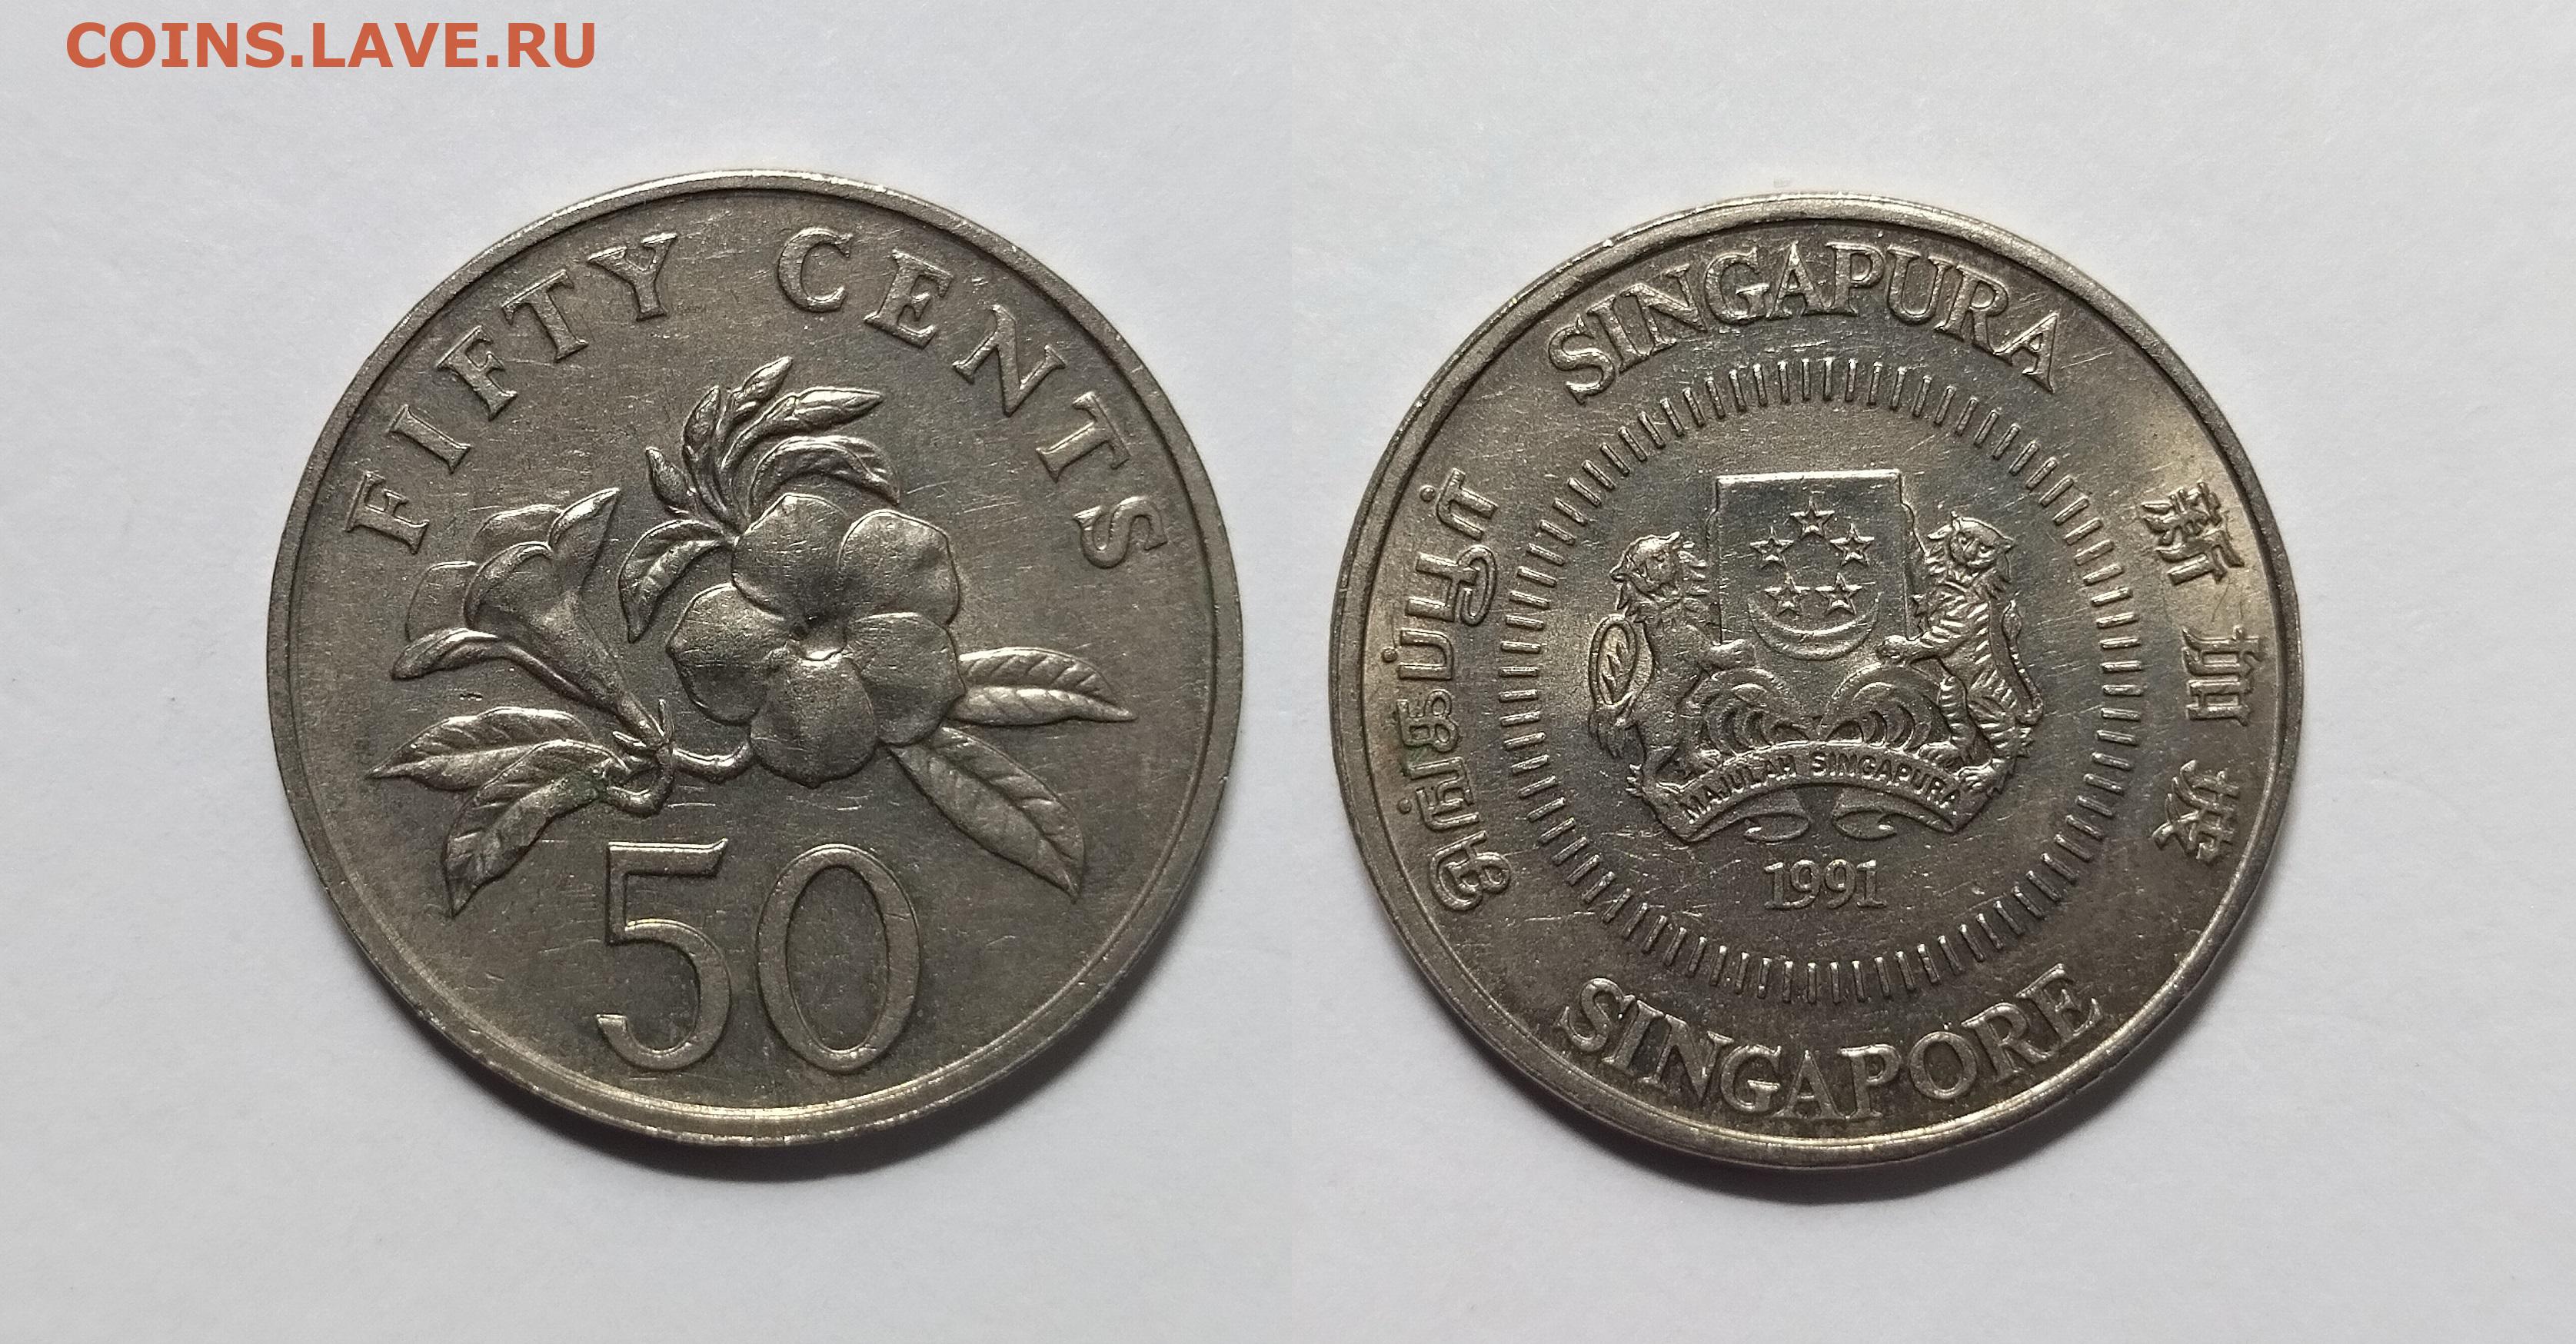 COINS.LAVE.RU
FIFTY CENTS
50
SINGAPURA
சிங்கப்பூர்
新加坡
MAJULAH SINGAPURA
1991
SINGAPORE